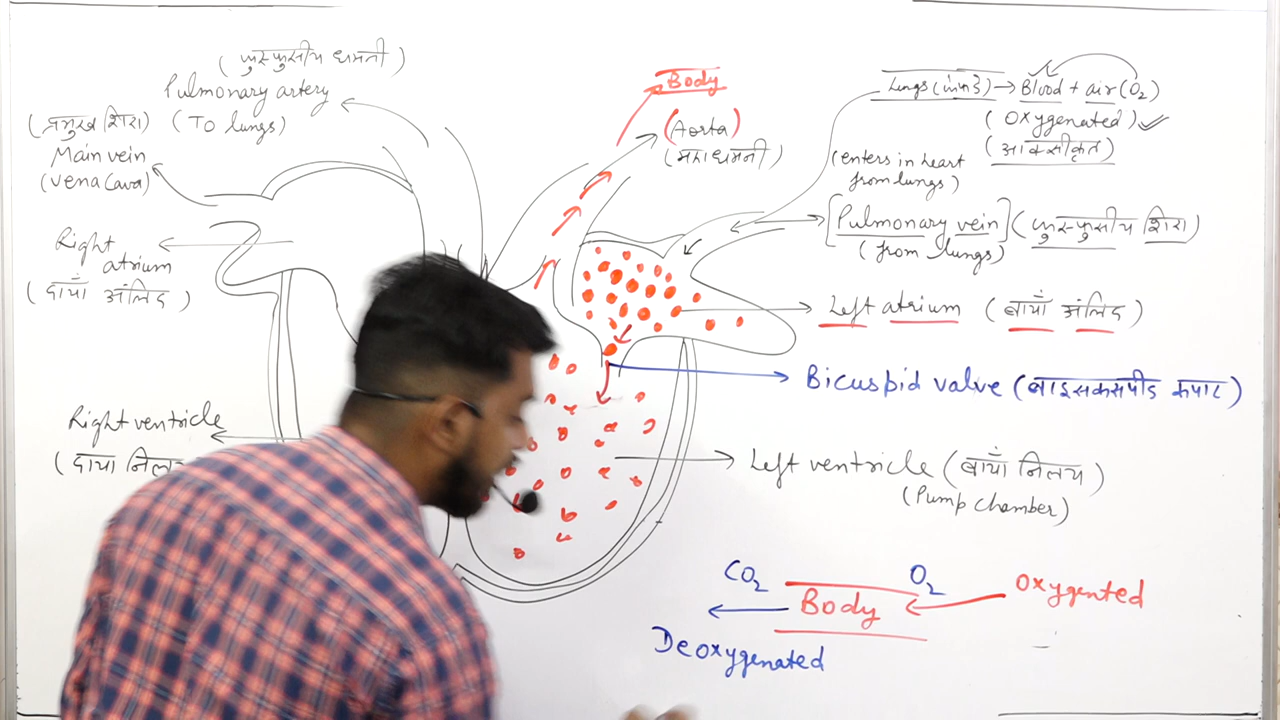 (फुस्फुसीय धमनी)
Pulmonary artery
(To lungs)
(प्रमुख शिरा)
Main vein
(Vena Cava)
Right
atrium
(दायाँ अलिंद)
Right ventricle
(दाया निलय
Body
(Aorta)
(महाधमनी)
Lungs → Blood + air (O2)
(Oxygenated)
(आक्सीकृत)
(enters in heart
from lungs)
[Pulmonary vein] (फुस्फुसीय शिरा)
(from lungs)
Left atrium (बायाँ अलिंद)
Bicuspid valve (बाइसकसपीड कपाट)
Left ventricle (बायाँ निलय)
(Pump chamber)
CO2 O2 Oxygented
Body
Deoxygenated